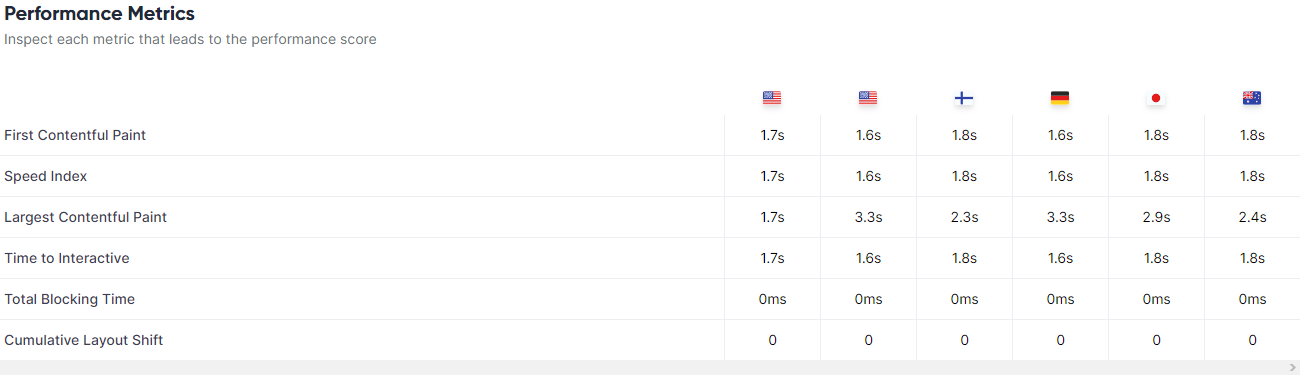 Performance Metrics
Inspect each metric that leads to the performance score
First Contentful Paint 1.7s 1.6s 1.8s 1.6s 1.8s 1.8s
Speed Index 1.7s 1.6s 1.8s 1.6s 1.8s 1.8s
Largest Contentful Paint 1.7s 3.3s 2.3s 3.3s 2.9s 2.4s
Time to Interactive 1.7s 1.6s 1.8s 1.6s 1.8s 1.8s
Total Blocking Time 0ms 0ms 0ms 0ms 0ms 0ms
Cumulative Layout Shift 0 0 0 0 0 0